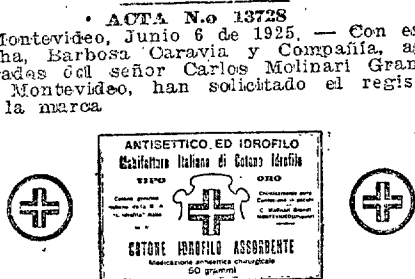 • ACTA N.o 13728
Montevideo, Junio 6 de 1925. — Con es
ha, Barbosa Caravia y Compañía, a
rados del señor Carlos Molinari Gran
Montevideo, han solicitado el regis
la marca
ANTISETTICO ED IDROFILO
Italiana di Cotone Idrofilo
TIPO ORO
COTONE IDROFILO ASSORBENTE
Medicazione antisettica chirurgicale
50 grammi